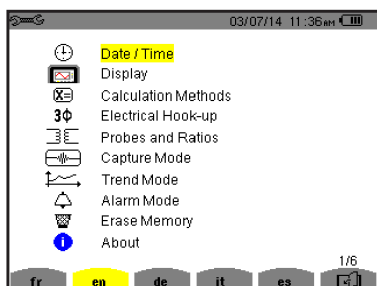 03/07/14 11:36AM
Date / Time
Display
X= Calculation Methods
3Φ Electrical Hook-up
Probes and Ratios
Capture Mode
Trend Mode
Alarm Mode
Erase Memory
i About
1/6
fr en de it es